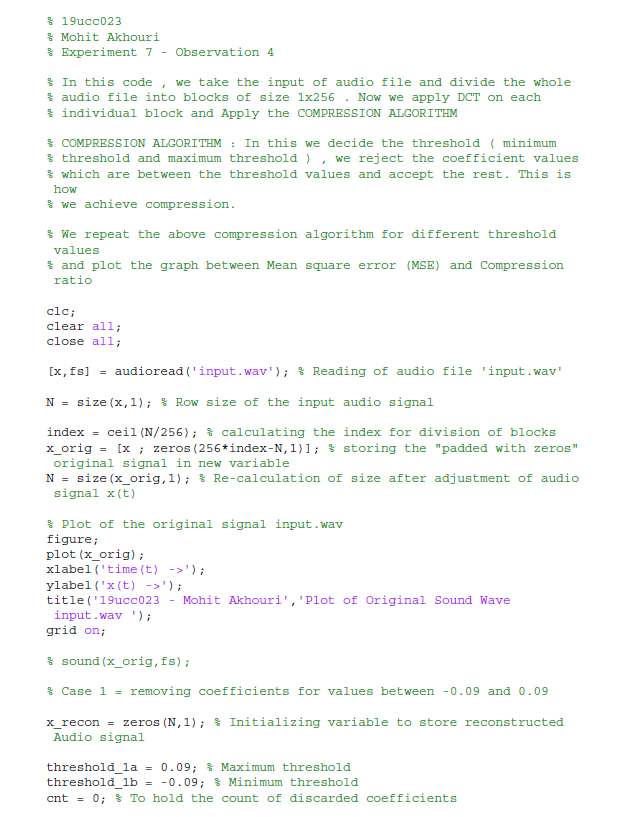 % 19ucc023
% Mohit Akhouri
% Experiment 7 - Observation 4
% In this code , we take the input of audio file and divide the whole
% audio file into blocks of size 1x256 . Now we apply DCT on each
% individual block and Apply the COMPRESSION ALGORITHM
% COMPRESSION ALGORITHM : In this we decide the threshold ( minimum
% threshold and maximum threshold ) , we reject the coefficient values
% which are between the threshold values and accept the rest. This is
how
% we achieve compression.
% We repeat the above compression algorithm for different threshold
values
% and plot the graph between Mean square error (MSE) and Compression
ratio
clc;
clear all;
close all;
[x,fs] = audioread('input.wav'); % Reading of audio file 'input.wav'
N = size(x,1); % Row size of the input audio signal
index = ceil(N/256); % calculating the index for division of blocks
x_orig = [x ; zeros(256*index-N,1)]; % storing the "padded with zeros"
original signal in new variable
N = size(x_orig,1); % Re-calculation of size after adjustment of audio
signal x(t)
% Plot of the original signal input.wav
figure;
plot(x_orig);
xlabel('time(t) ->');
ylabel('x(t) ->');
title('19ucc023 - Mohit Akhouri','Plot of Original Sound Wave
input.wav ');
grid on;
% sound(x_orig,fs);
% Case 1 = removing coefficients for values between -0.09 and 0.09
x_recon = zeros(N,1); % Initializing variable to store reconstructed
Audio signal
threshold_1a = 0.09; % Maximum threshold
threshold_1b = -0.09; % Minimum threshold
cnt = 0; % To hold the count of discarded coefficients